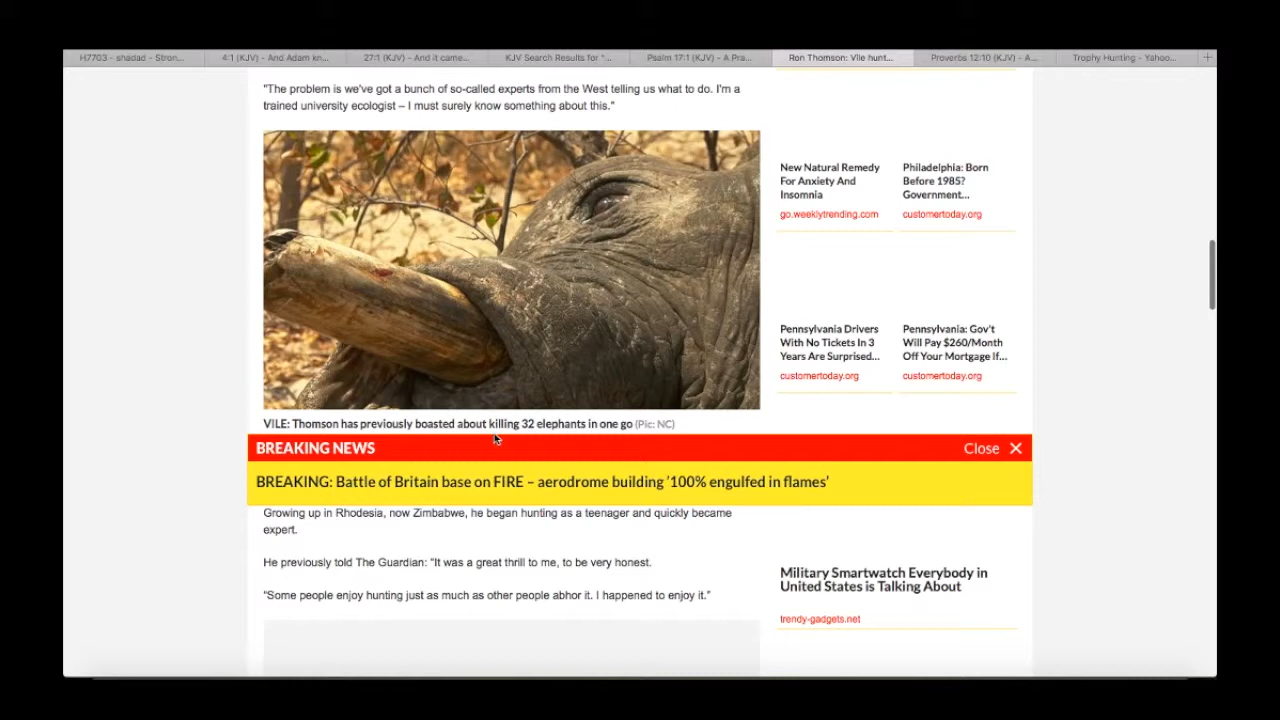 H7703 - shadad - Stron...
4:1 (KJV) - And Adam kn...
27:1 (KJV) - And it came...
KJV Search Results for "...
Psalm 17:1 (KJV) - A Pra...
Ron Thomson: Vile hunt...
Proverbs 12:10 (KJV) - A...
Trophy Hunting - Yahoo...
"The problem is we've got a bunch of so-called experts from the West telling us what to do. I'm a
trained university ecologist – I must surely know something about this."
New Natural Remedy
For Anxiety And
Insomnia
go.weeklytrending.com
Philadelphia: Born
Before 1985?
Government...
customertoday.org
Pennsylvania Drivers
With No Tickets In 3
Years Are Surprised...
customertoday.org
Pennsylvania: Gov't
Will Pay $260/Month
Off Your Mortgage If...
customertoday.org
VILE: Thomson has previously boasted about killing 32 elephants in one go (Pic: NC)
BREAKING NEWS
Close ✕
BREAKING: Battle of Britain base on FIRE – aerodrome building '100% engulfed in flames'
Growing up in Rhodesia, now Zimbabwe, he began hunting as a teenager and quickly became
expert.
He previously told The Guardian: "It was a great thrill to me, to be very honest.
"Some people enjoy hunting just as much as other people abhor it. I happened to enjoy it."
Military Smartwatch Everybody in
United States is Talking About
trendy-gadgets.net